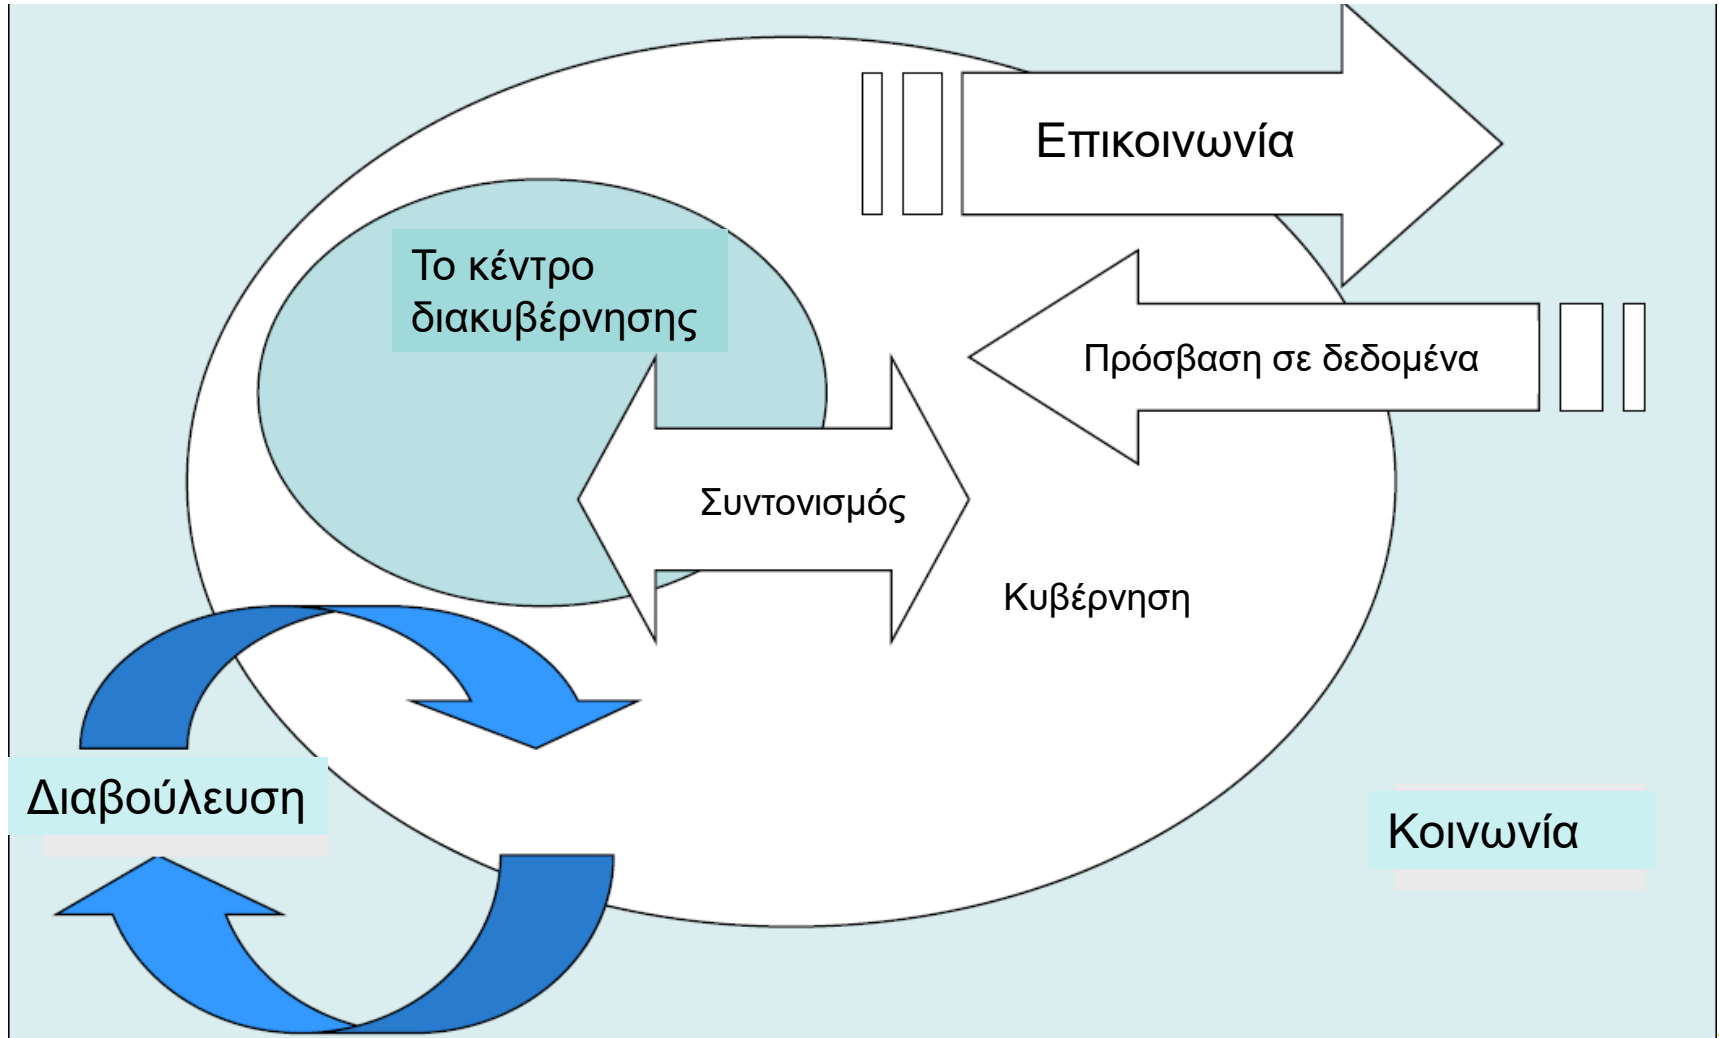 Επικοινωνία
Το κέντρο
διακυβέρνησης
Πρόσβαση σε δεδομένα
Συντονισμός
Κυβέρνηση
Διαβούλευση
Κοινωνία